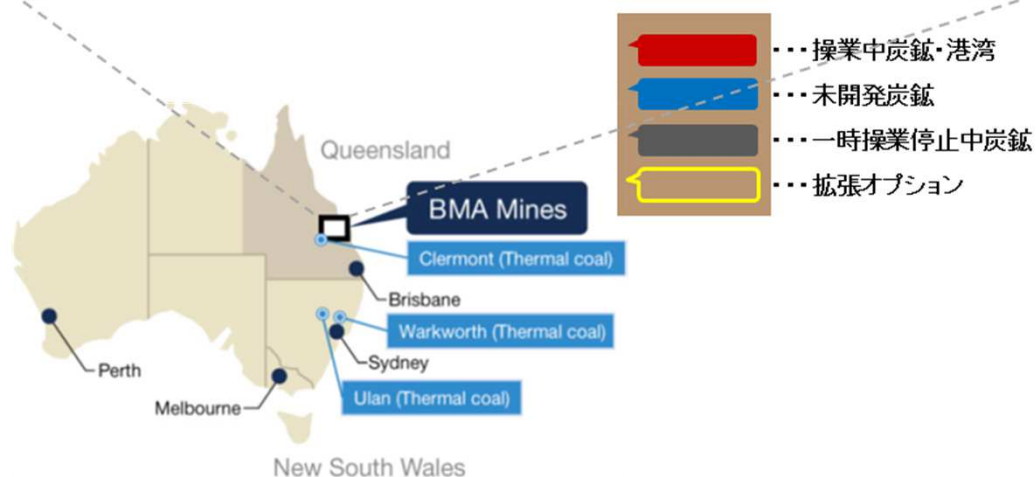 ・・・操業中炭鉱・港湾
・・・未開発炭鉱
・・・一時操業停止中炭鉱
・・・拡張オプション
Queensland
BMA Mines
Clermont (Thermal coal)
Brisbane
Warkworth (Thermal coal)
Sydney
Perth
Ulan (Thermal coal)
Melbourne
New South Wales